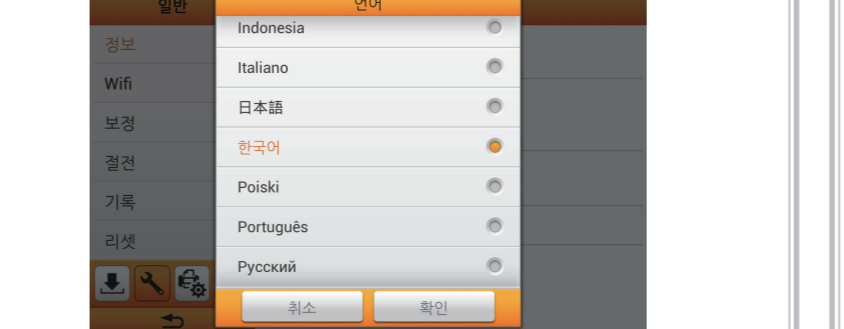 일반
정보
Wifi
보정
절전
기록
리셋
언어
Indonesia
Italiano
日本語
한국어
Poiski
Português
Русский
취소
확인